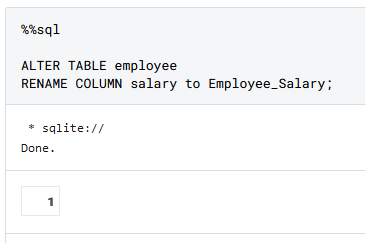 %%sql
ALTER TABLE employee
RENAME COLUMN salary to Employee_Salary;
* sqlite://
Done.
1